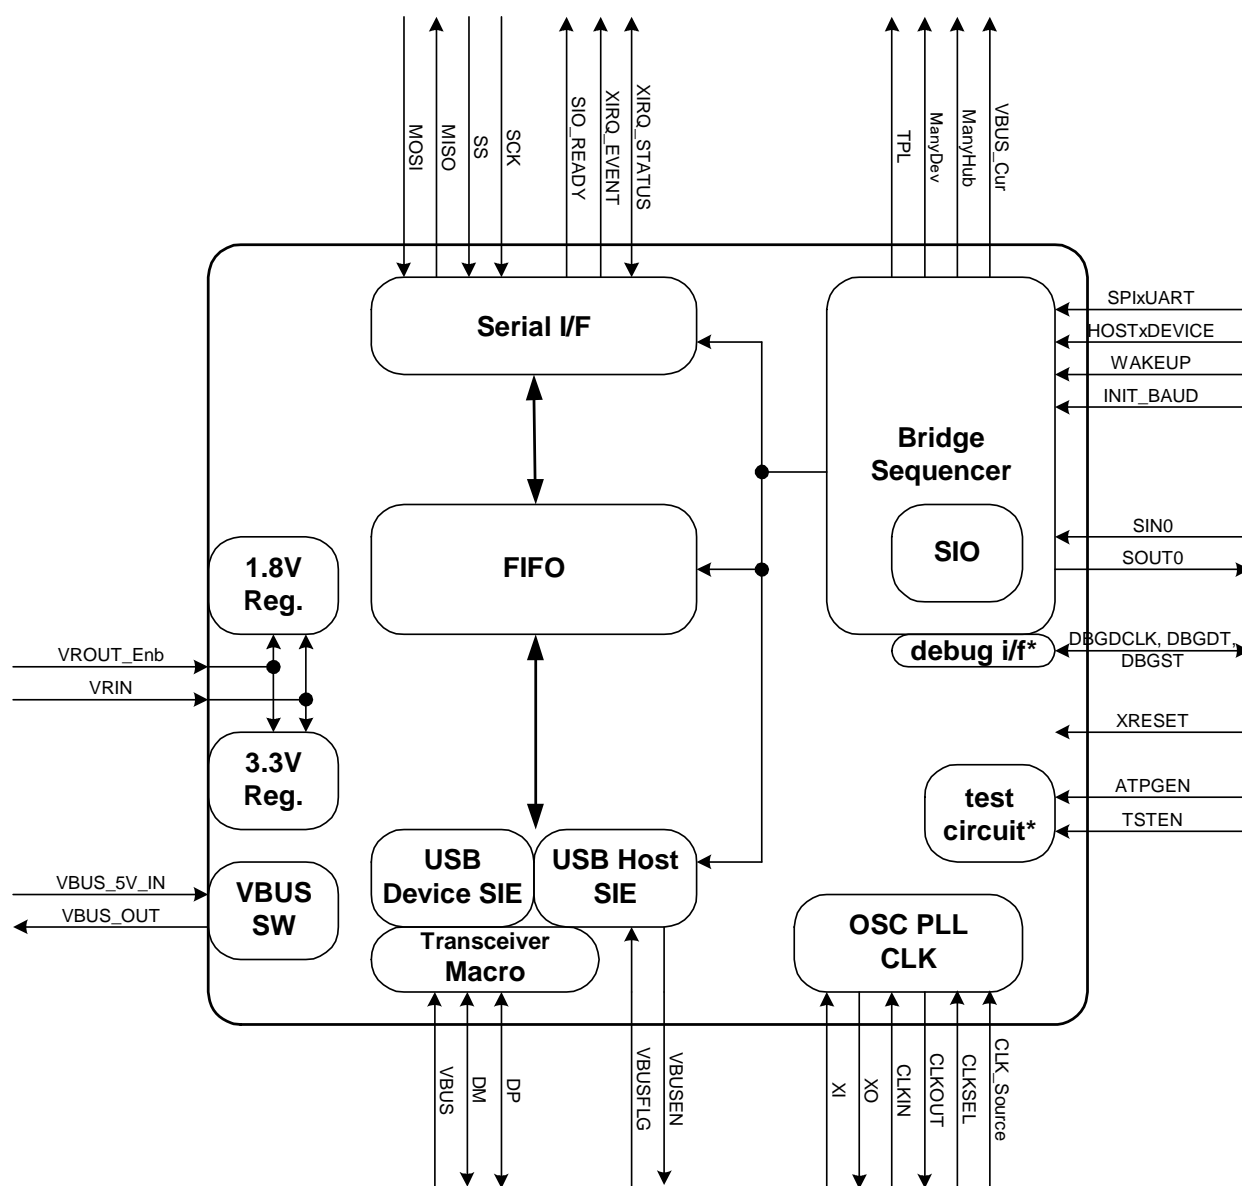 MOSI
MISO
SS
SCK
SIO_READY
XIRQ_EVENT
XIRQ_STATUS
TPL
ManyDev
ManyHub
VBUS_Cur
Serial I/F
SPIxUART
HOSTxDEVICE
WAKEUP
INIT_BAUD
Bridge
Sequencer
SIO
SIN0
SOUT0
FIFO
1.8V
Reg.
debug i/f*
DBGDCLK, DBGDT,
DBGST
VROUT_Enb
VRIN
XRESET
3.3V
Reg.
test
circuit*
ATPGEN
TSTEN
USB
Device SIE
USB Host
SIE
VBUS_5V_IN
VBUS_OUT
VBUS
SW
Transceiver
Macro
OSC PLL
CLK
VBUS
DM
DP
VBUSFLG
VBUSEN
XI
XO
CLKIN
CLKOUT
CLKSEL
CLK_Source